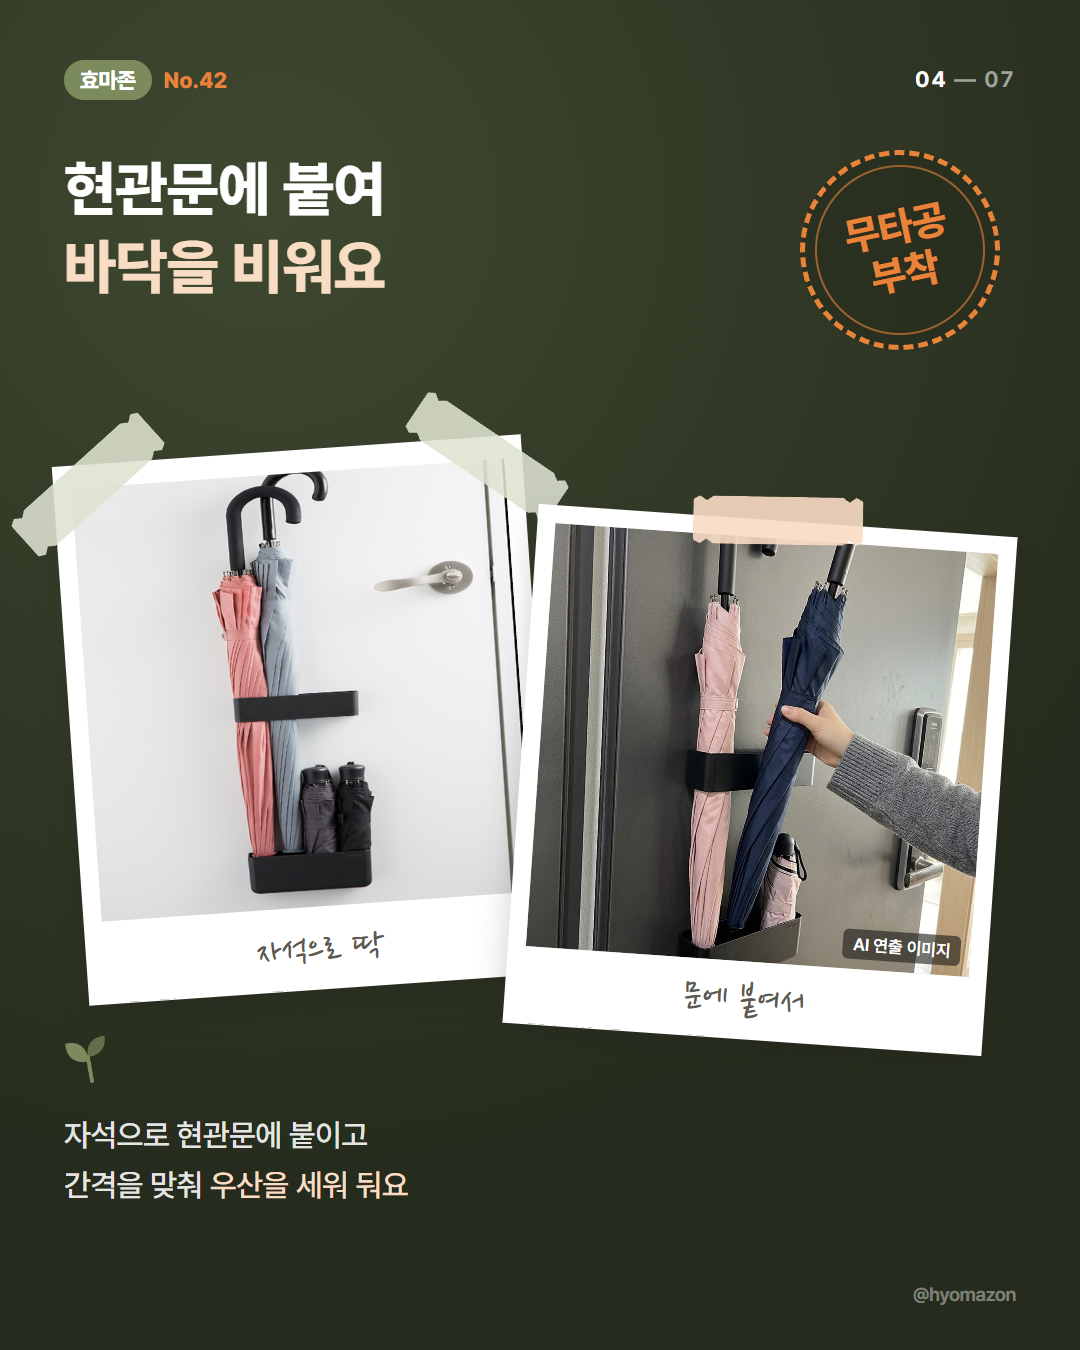 효마존 No.42
04 — 07
현관문에 붙여
바닥을 비워요
무타공
부착
자석으로 딱
AI 연출 이미지
문에 붙여서
자석으로 현관문에 붙이고
간격을 맞춰 우산을 세워 둬요
@hyomazon